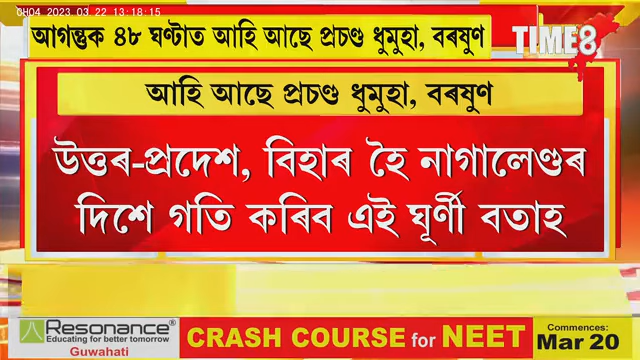 CH04 2023.03.22 13:18:15
আগন্তুক ৪৮ ঘণ্টাত আহি আছে প্ৰচণ্ড ধুমুহা, বৰষুণ
TIME8
আহি আছে প্ৰচণ্ড ধুমুহা, বৰষুণ
উত্তৰ-প্ৰদেশ, বিহাৰ হৈ নাগালেণ্ডৰ
দিশে গতি কৰিব এই ঘূৰ্ণী বতাহ
Resonance®
Educating for better tomorrow
Guwahati
CRASH COURSE for NEET
Commences:
Mar 20